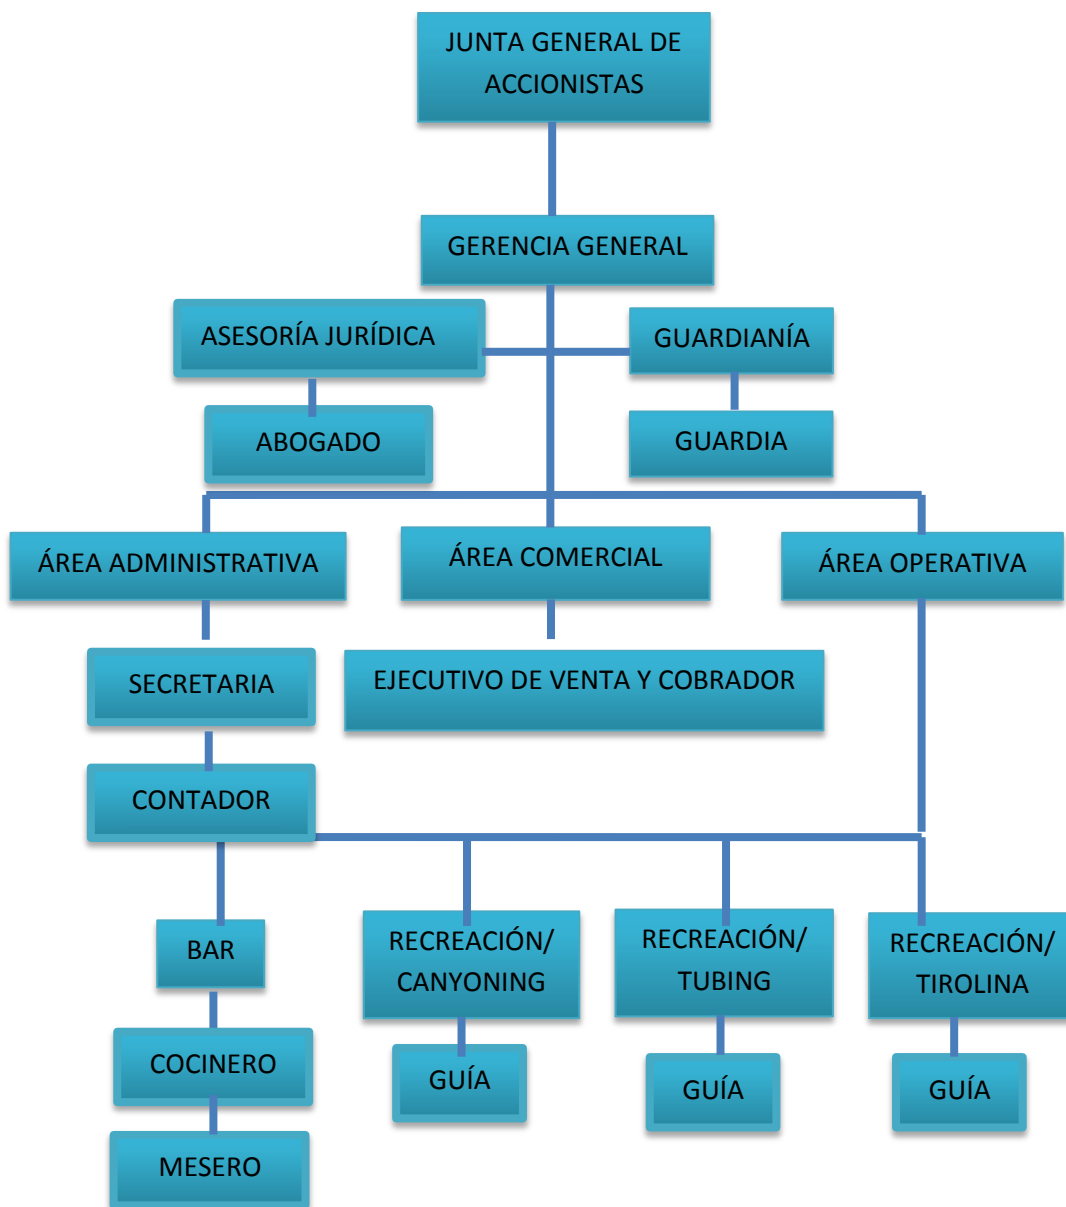 JUNTA GENERAL DE
ACCIONISTAS
GERENCIA GENERAL
ASESORÍA JURÍDICA
GUARDIANÍA
ABOGADO
GUARDIA
ÁREA ADMINISTRATIVA
ÁREA COMERCIAL
ÁREA OPERATIVA
SECRETARIA
EJECUTIVO DE VENTA Y COBRADOR
CONTADOR
BAR
RECREACIÓN/
CANYONING
RECREACIÓN/
TUBING
RECREACIÓN/
TIROLINA
COCINERO
GUÍA
GUÍA
GUÍA
MESERO